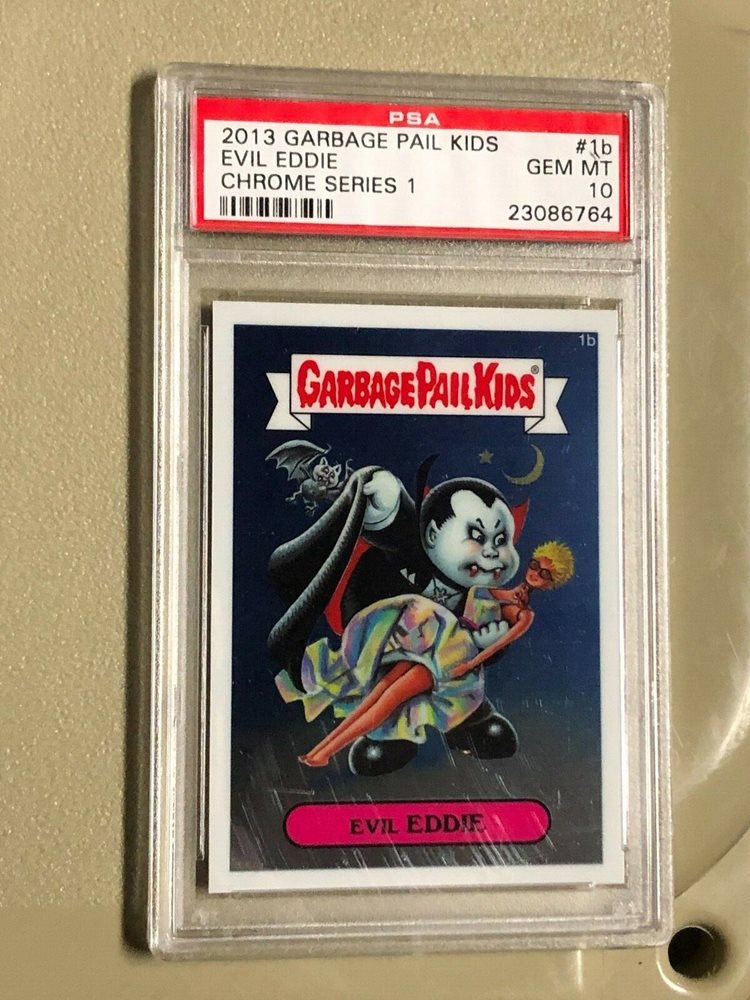 PSA
2013 GARBAGE PAIL KIDS #1b
EVIL EDDIE GEM MT
CHROME SERIES 1 10
23086764
1b
GARBAGE PAIL KIDS®
EVIL EDDIE